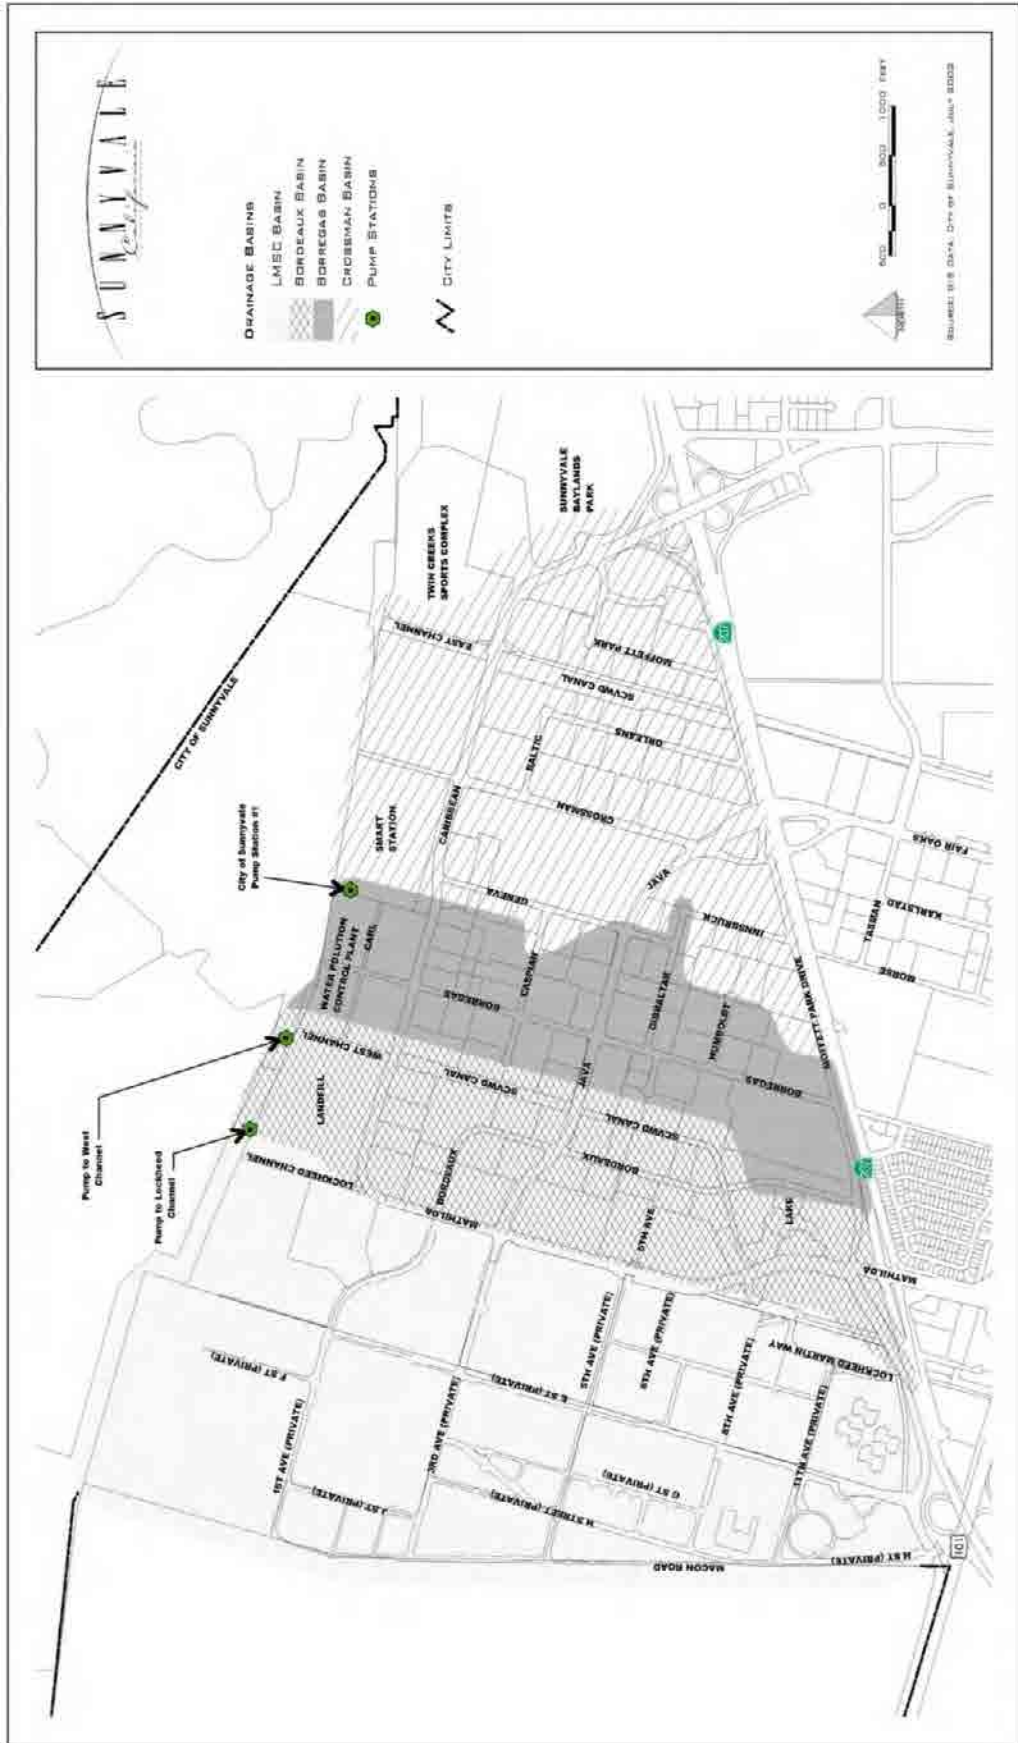 SUNNYVALE
DRAINAGE BASINS
LMSC BASIN
BORDEAUX BASIN
BORREGAS BASIN
CROSSMAN BASIN
PUMP STATIONS
CITY LIMITS
500 0 500 1000 FEET
NORTH
SOURCE: GIS DATA, CITY OF SUNNYVALE, JULY 2003
CITY OF SUNNYVALE
Pump to Lockheed
Channel
Pump to West
Channel
City of Sunnyvale
Pump Station #1
TWIN CREEKS
SPORTS COMPLEX
SUNNYVALE
BAYLANDS
PARK
SMART
STATION
WATER POLUTION
CONTROL PLANT
CARL
LANDFILL
WEST CHANNEL
LOCKHEED CHANNEL
EAST CHANNEL
SCVWD CANAL
MOFFETT PARK
ORLEANS
BALTIC
CROSSMAN
CARIBBEAN
GENEVA
JAVA
INNSBRUCK
CASPIAN
BORREGAS
GIBRALTAR
HUMBOLDT
BORREGAS
MOFFETT PARK DRIVE
SCVWD CANAL
JAVA
SCVWD CANAL
BORDEAUX
BORDEAUX
MATHILDA
5TH AVE
LAKE
MATHILDA
FAIR OAKS
KARLSTAD
TASMAN
MORSE
237
237
101
F ST (PRIVATE)
1ST AVE (PRIVATE)
J ST (PRIVATE)
3RD AVE (PRIVATE)
E ST (PRIVATE)
H STREET (PRIVATE)
5TH AVE (PRIVATE)
6TH AVE (PRIVATE)
G ST (PRIVATE)
8TH AVE (PRIVATE)
11TH AVE (PRIVATE)
LOCKHEED MARTIN WAY
MACON ROAD
H ST (PRIVATE)